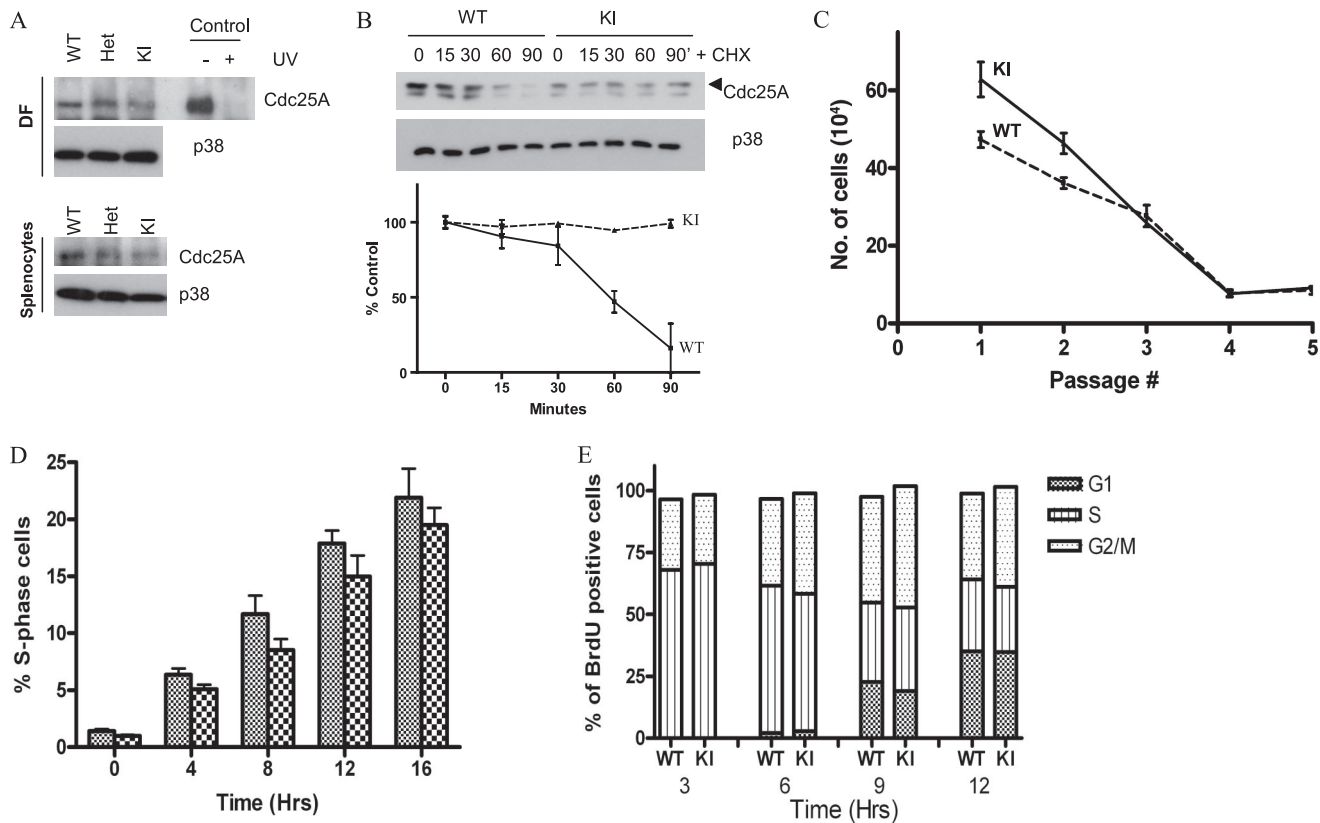 A
Control
WT Het KI
- + UV
Cdc25A
DF
p38
WT Het KI
Cdc25A
Splenocytes
p38
B
WT KI
0 15 30 60 90 0 15 30 60 90' + CHX
Cdc25A
p38
100
50
0
% Control
KI
WT
0 15 30 60 90
Minutes
C
60
40
20
0
No. of cells (10⁴)
KI
WT
0 1 2 3 4 5
Passage #
D
25
20
15
10
5
0
% S-phase cells
0 4 8 12 16
Time (Hrs)
E
100
75
50
25
0
% of BrdU positive cells
G1
S
G2/M
WT KI WT KI WT KI WT KI
3 6 9 12
Time (Hrs)